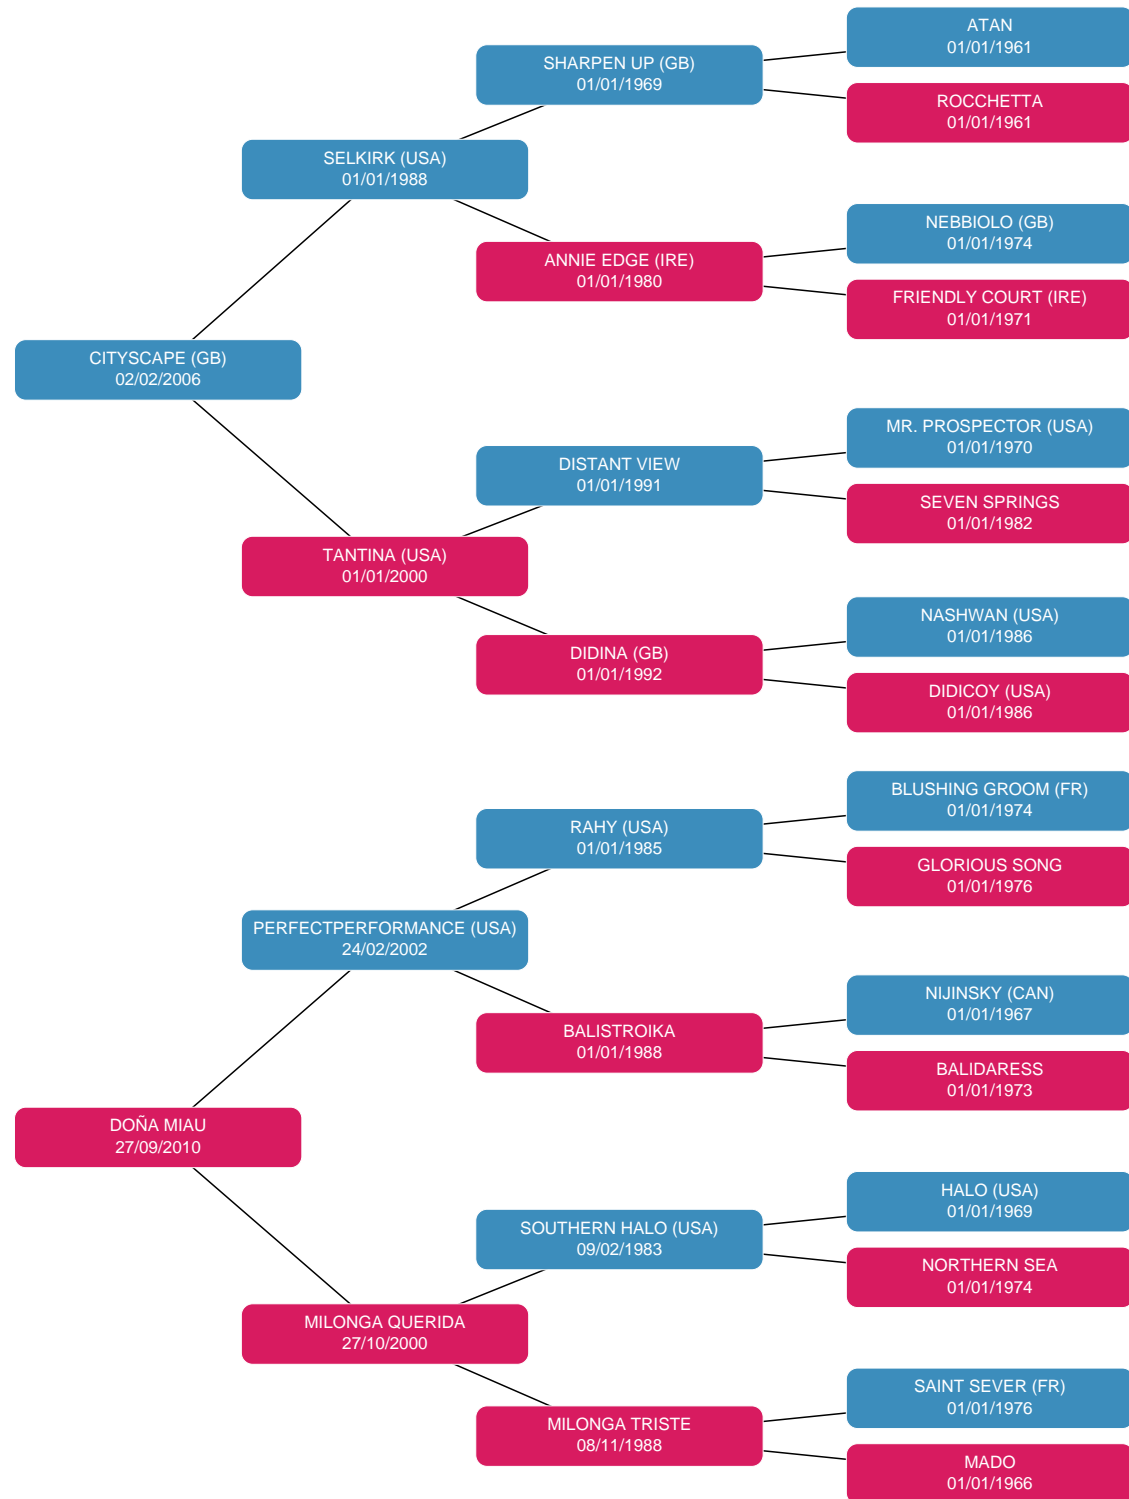 ATAN
01/01/1961
SHARPEN UP (GB)
01/01/1969
ROCCHETTA
01/01/1961
SELKIRK (USA)
01/01/1988
NEBBIOLO (GB)
01/01/1974
ANNIE EDGE (IRE)
01/01/1980
FRIENDLY COURT (IRE)
01/01/1971
CITYSCAPE (GB)
02/02/2006
MR. PROSPECTOR (USA)
01/01/1970
DISTANT VIEW
01/01/1991
SEVEN SPRINGS
01/01/1982
TANTINA (USA)
01/01/2000
NASHWAN (USA)
01/01/1986
DIDINA (GB)
01/01/1992
DIDICOY (USA)
01/01/1986
BLUSHING GROOM (FR)
01/01/1974
RAHY (USA)
01/01/1985
GLORIOUS SONG
01/01/1976
PERFECTPERFORMANCE (USA)
24/02/2002
NIJINSKY (CAN)
01/01/1967
BALISTROIKA
01/01/1988
BALIDARESS
01/01/1973
DOÑA MIAU
27/09/2010
HALO (USA)
01/01/1969
SOUTHERN HALO (USA)
09/02/1983
NORTHERN SEA
01/01/1974
MILONGA QUERIDA
27/10/2000
SAINT SEVER (FR)
01/01/1976
MILONGA TRISTE
08/11/1988
MADO
01/01/1966